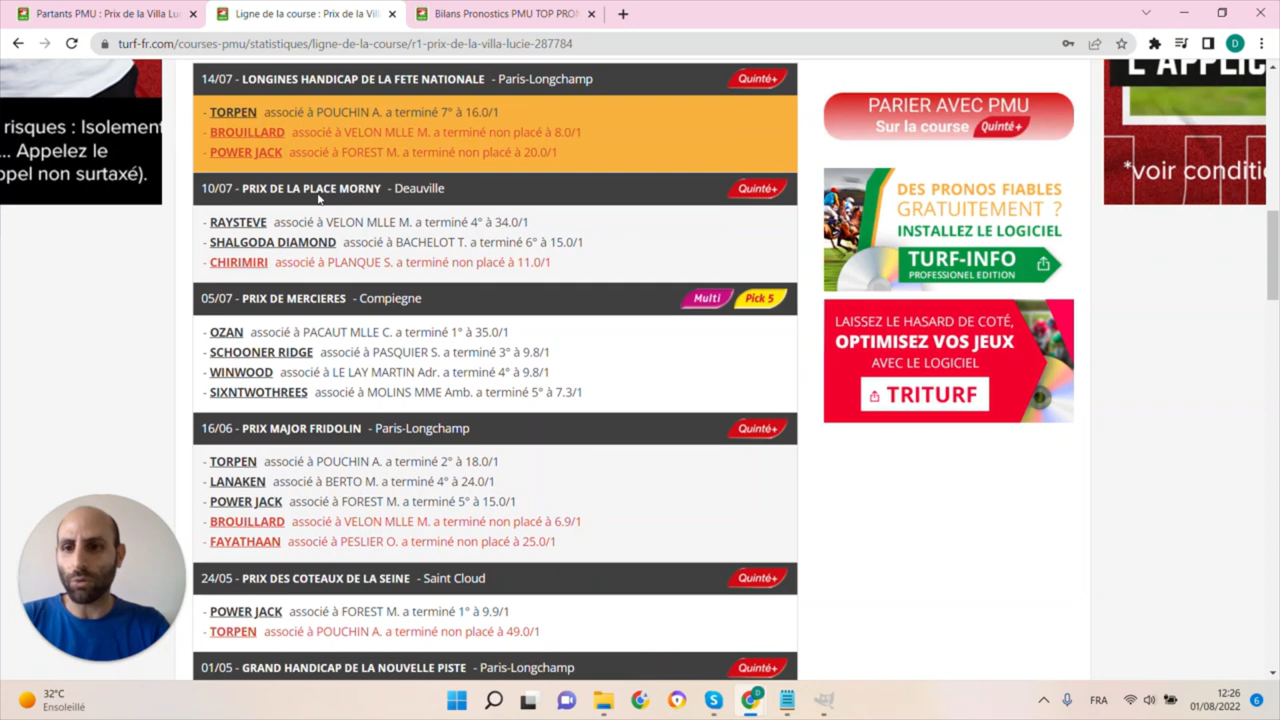 Partants PMU : Prix de la Villa Lu
Ligne de la course : Prix de la Vil
Bilans Pronostics PMU TOP PRON
turf-fr.com/courses-pmu/statistiques/ligne-de-la-course/r1-prix-de-la-villa-lucie-287784
D
risques : Isolement
... Appelez le
ppel non surtaxé).
14/07 - LONGINES HANDICAP DE LA FETE NATIONALE - Paris-Longchamp Quinté+
- TORPEN associé à POUCHIN A. a terminé 7° à 16.0/1
- BROUILLARD associé à VELON MLLE M. a terminé non placé à 8.0/1
- POWER JACK associé à FOREST M. a terminé non placé à 20.0/1
10/07 - PRIX DE LA PLACE MORNY - Deauville Quinté+
- RAYSTEVE associé à VELON MLLE M. a terminé 4° à 34.0/1
- SHALGODA DIAMOND associé à BACHELOT T. a terminé 6° à 15.0/1
- CHIRIMIRI associé à PLANQUE S. a terminé non placé à 11.0/1
05/07 - PRIX DE MERCIERES - Compiegne Multi Pick 5
- OZAN associé à PACAUT MLLE C. a terminé 1° à 35.0/1
- SCHOONER RIDGE associé à PASQUIER S. a terminé 3° à 9.8/1
- WINWOOD associé à LE LAY MARTIN Adr. a terminé 4° à 9.8/1
- SIXNTWOTHREES associé à MOLINS MME Amb. a terminé 5° à 7.3/1
16/06 - PRIX MAJOR FRIDOLIN - Paris-Longchamp Quinté+
- TORPEN associé à POUCHIN A. a terminé 2° à 18.0/1
- LANAKEN associé à BERTO M. a terminé 4° à 24.0/1
- POWER JACK associé à FOREST M. a terminé 5° à 15.0/1
- BROUILLARD associé à VELON MLLE M. a terminé non placé à 6.9/1
- FAYATHAAN associé à PESLIER O. a terminé non placé à 25.0/1
24/05 - PRIX DES COTEAUX DE LA SEINE - Saint Cloud Quinté+
- POWER JACK associé à FOREST M. a terminé 1° à 9.9/1
- TORPEN associé à POUCHIN A. a terminé non placé à 49.0/1
01/05 - GRAND HANDICAP DE LA NOUVELLE PISTE - Paris-Longchamp Quinté+
PARIER AVEC PMU
Sur la course Quinté+
DES PRONOS FIABLES
GRATUITEMENT ?
INSTALLEZ LE LOGICIEL
TURF-INFO
PROFESSIONEL EDITION
LAISSEZ LE HASARD DE COTÉ,
OPTIMISEZ VOS JEUX
AVEC LE LOGICIEL
TRITURF
L'APPLIC
*voir conditi
32°C
Ensoleillé
D
FRA
12:26
01/08/2022
6